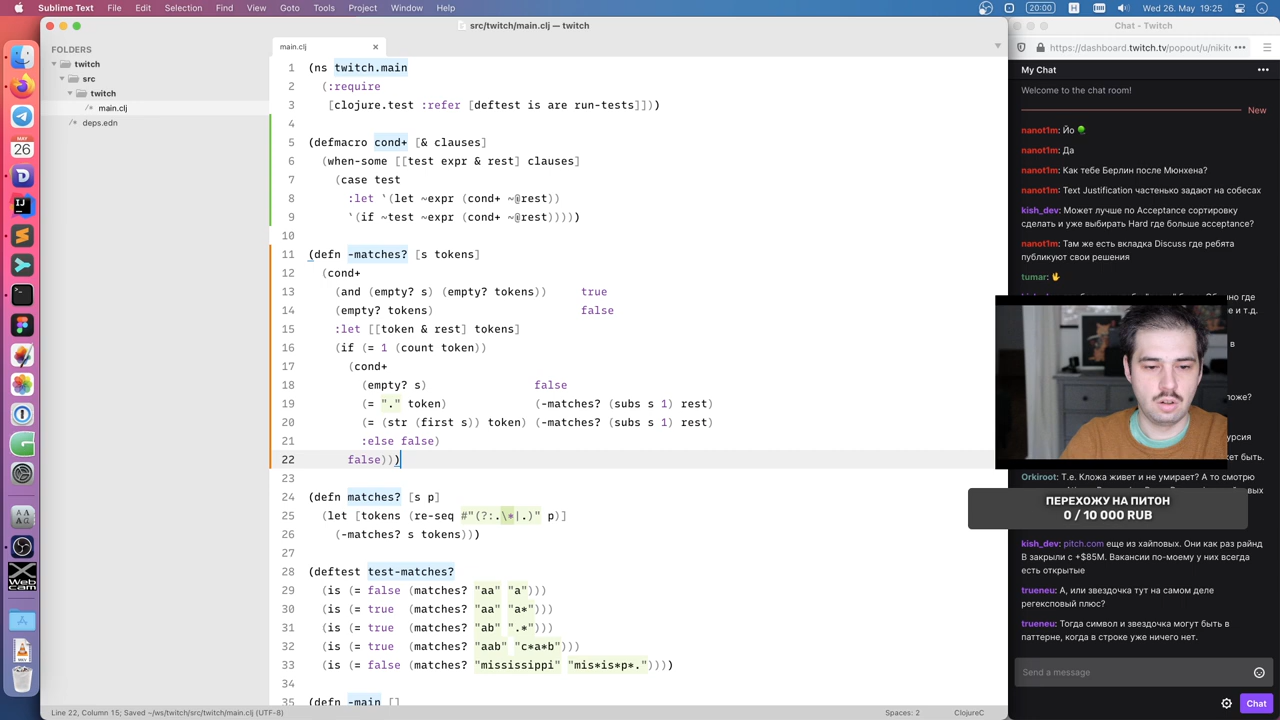 Sublime Text File Edit Selection Find Goto View Project Window Help
20:00 Wed 26. May 19:25
src/twitch/main.clj — twitch
Chat - Twitch
FOLDERS
twitch
src
twitch
main.clj
deps.edn
main.clj
1 (ns twitch.main
2 (:require
3 [clojure.test :refer [deftest is are run-tests]]))
4
5 (defmacro cond+ [& clauses]
6 (when-some [[test expr & rest] clauses]
7 (case test
8 :let `(let ~expr (cond+ ~@rest))
9 `(if ~test ~expr (cond+ ~@rest)))))
10
11 (defn -matches? [s tokens]
12 (cond+
13 (and (empty? s) (empty? tokens)) true
14 (empty? tokens) false
15 :let [[token & rest] tokens]
16 (if (= 1 (count token))
17 (cond+
18 (empty? s) false
19 (= "." token) (-matches? (subs s 1) rest)
20 (= (str (first s)) token) (-matches? (subs s 1) rest)
21 :else false)
22 false)))
23
24 (defn matches? [s p]
25 (let [tokens (re-seq #"(?:.\*|.)" p)]
26 (-matches? s tokens)))
27
28 (deftest test-matches?
29 (is (= false (matches? "aa" "a")))
30 (is (= true (matches? "aa" "a*")))
31 (is (= true (matches? "ab" ".*")))
32 (is (= true (matches? "aab" "c*a*b")))
33 (is (= false (matches? "mississippi" "mis*is*p*."))))
34
35 (defn -main []
Line 22, Column 15; Saved ~/ws/twitch/src/twitch/main.clj (UTF-8)
Spaces: 2
ClojureC
MAY
26
https://dashboard.twitch.tv/popout/u/nikito
My Chat
Welcome to the chat room!
New
nanot1m: Йо
nanot1m: Да
nanot1m: Как тебе Берлин после Мюнхена?
nanot1m: Text Justification частенько задают на собесах
kish_dev: Может лучше по Acceptance сортировку
сделать и уже выбирать Hard где больше acceptance?
nanot1m: Там же есть вкладка Discuss где ребята
публикуют свои решения
tumar:
Orkiroot: Т.е. Кложа живет и не умирает? А то смотрю
ПЕРЕХОЖУ НА ПИТОН
0 / 10 000 RUB
kish_dev: pitch.com еще из хайповых. Они как раз райнд
B закрыли с +$85M. Вакансии по-моему у них всегда
есть открытые
trueneu: А, или звездочка тут на самом деле
регексповый плюс?
trueneu: Тогда символ и звездочка могут быть в
паттерне, когда в строке уже ничего нет.
Send a message
Chat